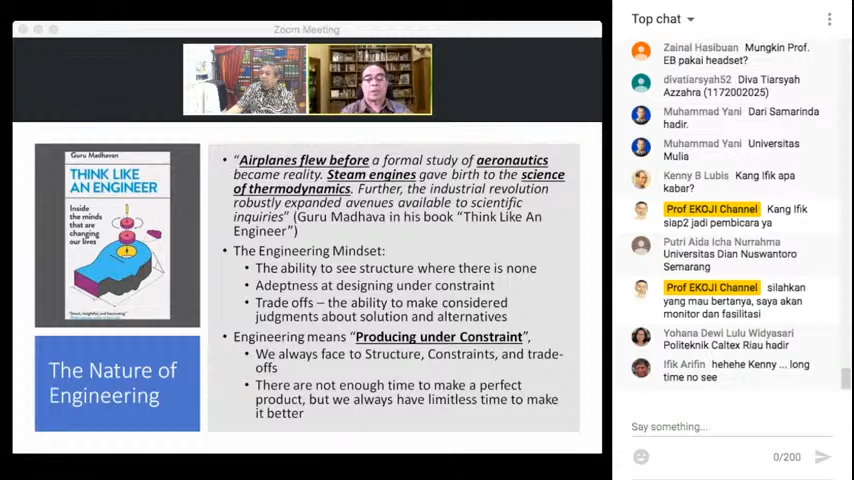 Zoom Meeting
Guru Madhavan
THINK LIKE
AN ENGINEER
Inside
the minds
that are
changing
our lives
The Nature of
Engineering
• “Airplanes flew before a formal study of aeronautics
became reality. Steam engines gave birth to the science
of thermodynamics. Further, the industrial revolution
robustly expanded avenues available to scientific
inquiries” (Guru Madhava in his book “Think Like An
Engineer”)
• The Engineering Mindset:
• The ability to see structure where there is none
• Adeptness at designing under constraint
• Trade offs – the ability to make considered
judgments about solution and alternatives
• Engineering means “Producing under Constraint”,
• We always face to Structure, Constraints, and trade-
offs
• There are not enough time to make a perfect
product, but we always have limitless time to make
it better
Top chat
Zainal Hasibuan Mungkin Prof.
EB pakai headset?
divatiarsyah52 Diva Tiarsyah
Azzahra (1172002025)
Muhammad Yani Dari Samarinda
hadir.
Muhammad Yani Universitas
Mulia
Kenny B Lubis Kang Ifik apa
kabar?
Prof EKOJI Channel Kang Ifik
siap2 jadi pembicara ya
Putri Aida Icha Nurrahma
Universitas Dian Nuswantoro
Semarang
Prof EKOJI Channel silahkan
yang mau bertanya, saya akan
monitor dan fasilitasi
Yohana Dewi Lulu Widyasari
Politeknik Caltex Riau hadir
Ifik Arifin hehehe Kenny ... long
time no see
Say something...
0/200